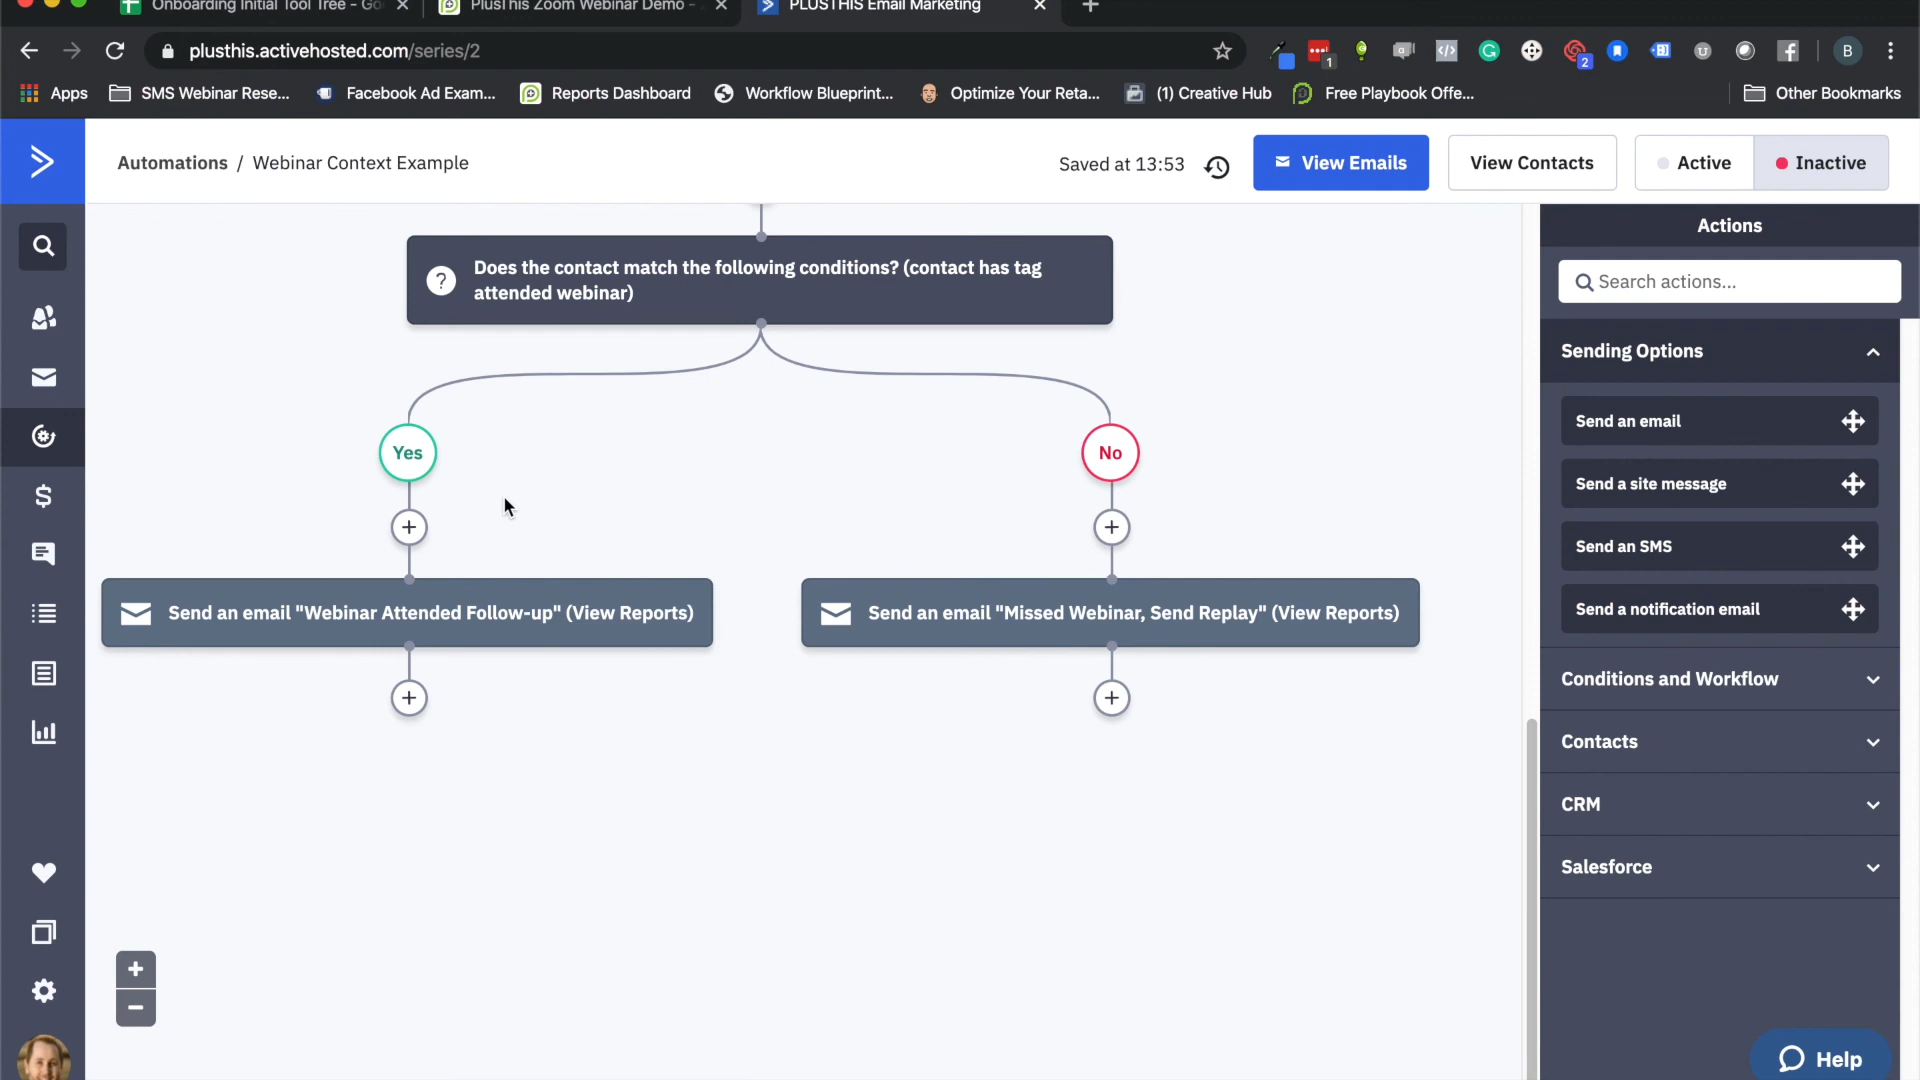 Onboarding Initial Tool Tree - Go
PlusThis Zoom Webinar Demo -
PLUSTHIS Email Marketing
plusthis.activehosted.com/series/2
1
2
B
Apps
SMS Webinar Rese...
Facebook Ad Exam...
Reports Dashboard
Workflow Blueprint...
Optimize Your Reta...
(1) Creative Hub
Free Playbook Offe...
Other Bookmarks
Automations / Webinar Context Example
Saved at 13:53
View Emails
View Contacts
Active
Inactive
Does the contact match the following conditions? (contact has tag
attended webinar)
Yes
No
Send an email "Webinar Attended Follow-up" (View Reports)
Send an email "Missed Webinar, Send Replay" (View Reports)
Actions
Search actions...
Sending Options
Send an email
Send a site message
Send an SMS
Send a notification email
Conditions and Workflow
Contacts
CRM
Salesforce
Help